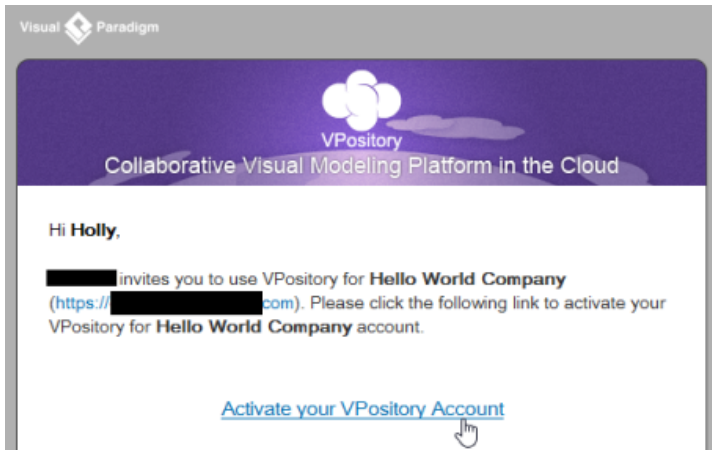 Visual Paradigm
VPository
Collaborative Visual Modeling Platform in the Cloud
Hi Holly,
invites you to use VPository for Hello World Company
(https:// com). Please click the following link to activate your
VPository for Hello World Company account.
Activate your VPository Account